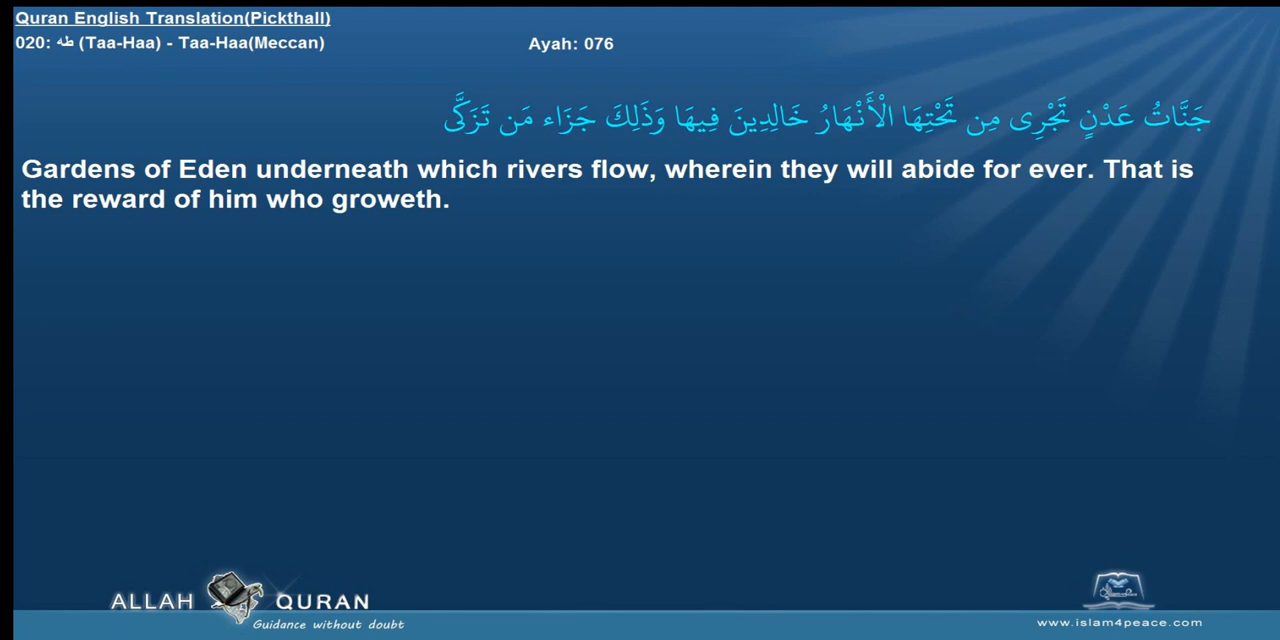 Quran English Translation(Pickthall)
020: طه (Taa-Haa) - Taa-Haa(Meccan) Ayah: 076
جَنَّاتُ عَدْنٍ تَجْرِى مِن تَحْتِهَا الْأَنْهَارُ خَالِدِينَ فِيهَا وَذَلِكَ جَزَاء مَن تَزَكَّى
Gardens of Eden underneath which rivers flow, wherein they will abide for ever. That is
the reward of him who groweth.
ALLAH QURAN
Guidance without doubt
www.islam4peace.com